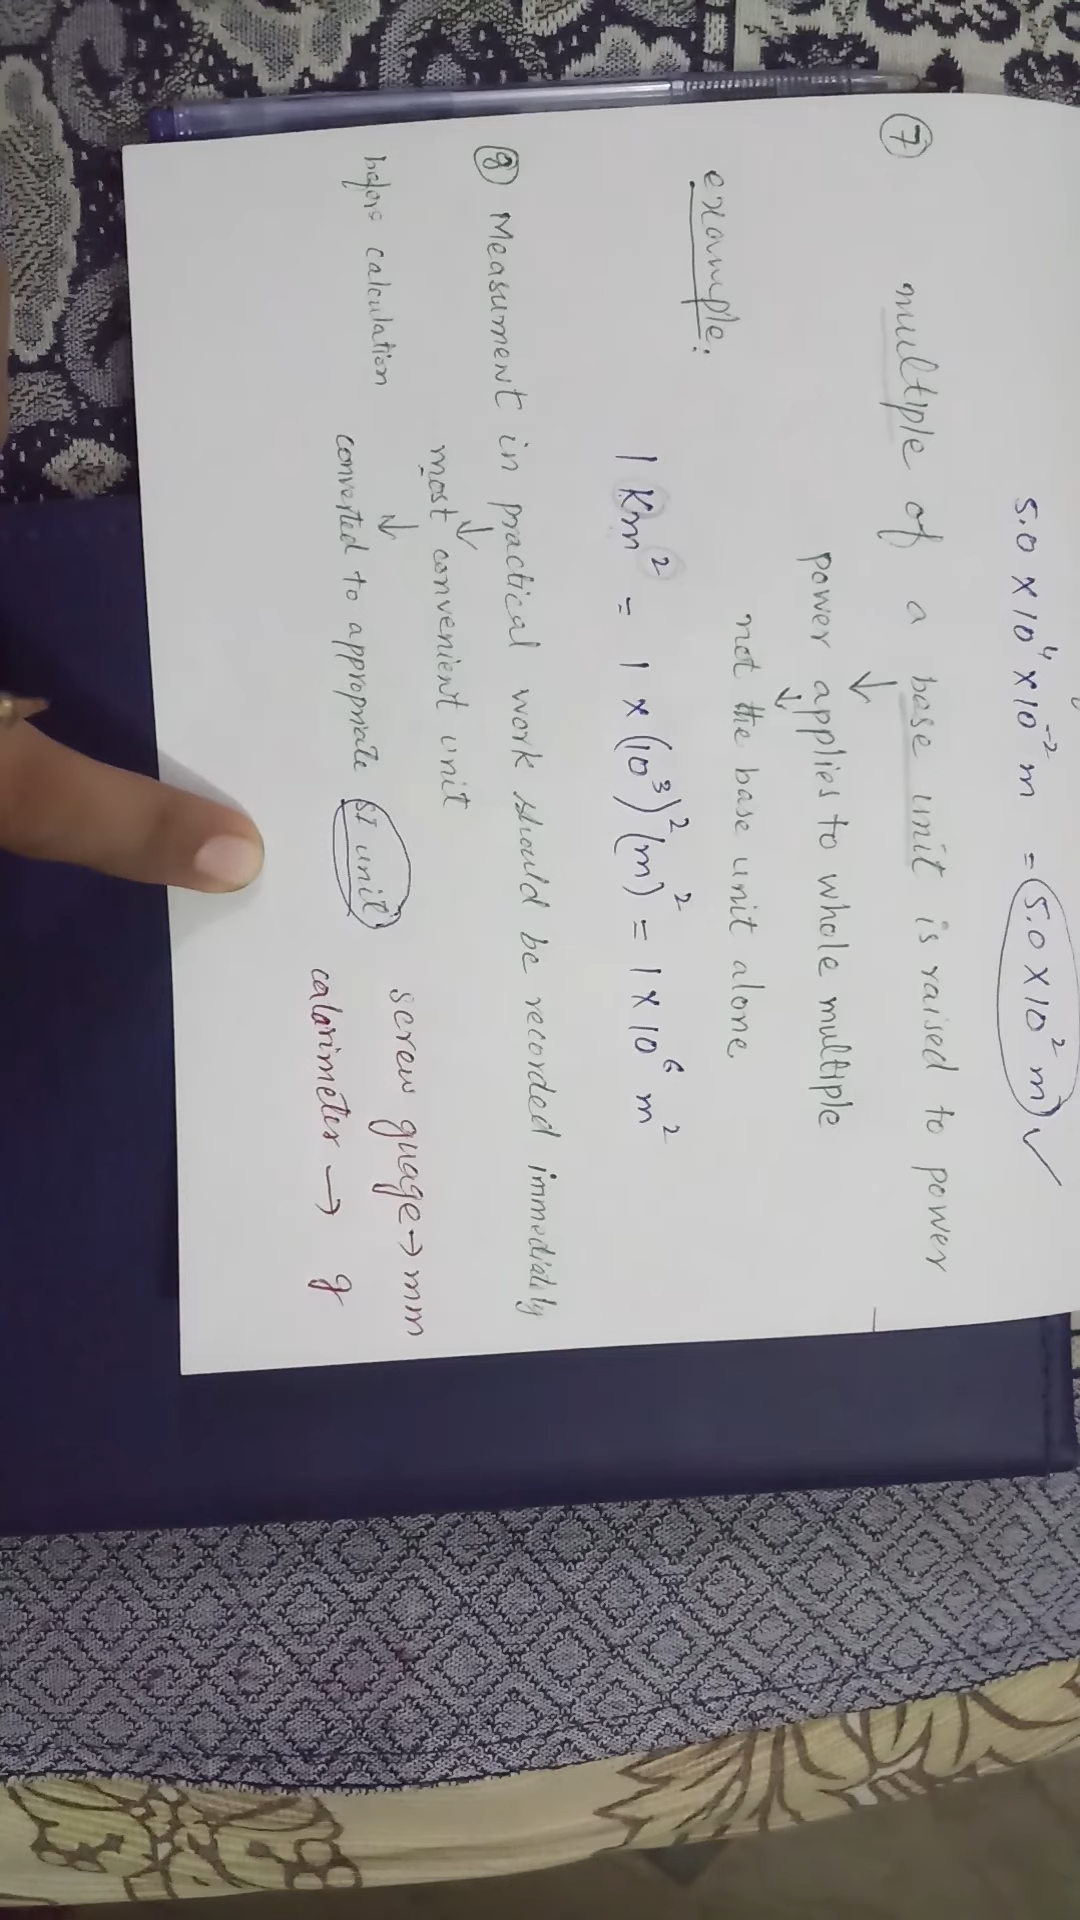 5.0 × 10⁴ × 10⁻² m = 5.0 × 10² m ✓
⑦ multiple of a base unit is raised to power
↓
power applies to whole multiple
↓
not the base unit alone
example:
1 Km² = 1 × (10³)² (m)² = 1 × 10⁶ m²
⑧ Measument in practical work should be recorded immediately
↓
most convenient unit
↓
before calculation converted to appropriate SI unit
screw guage → mm
calarimeter → g